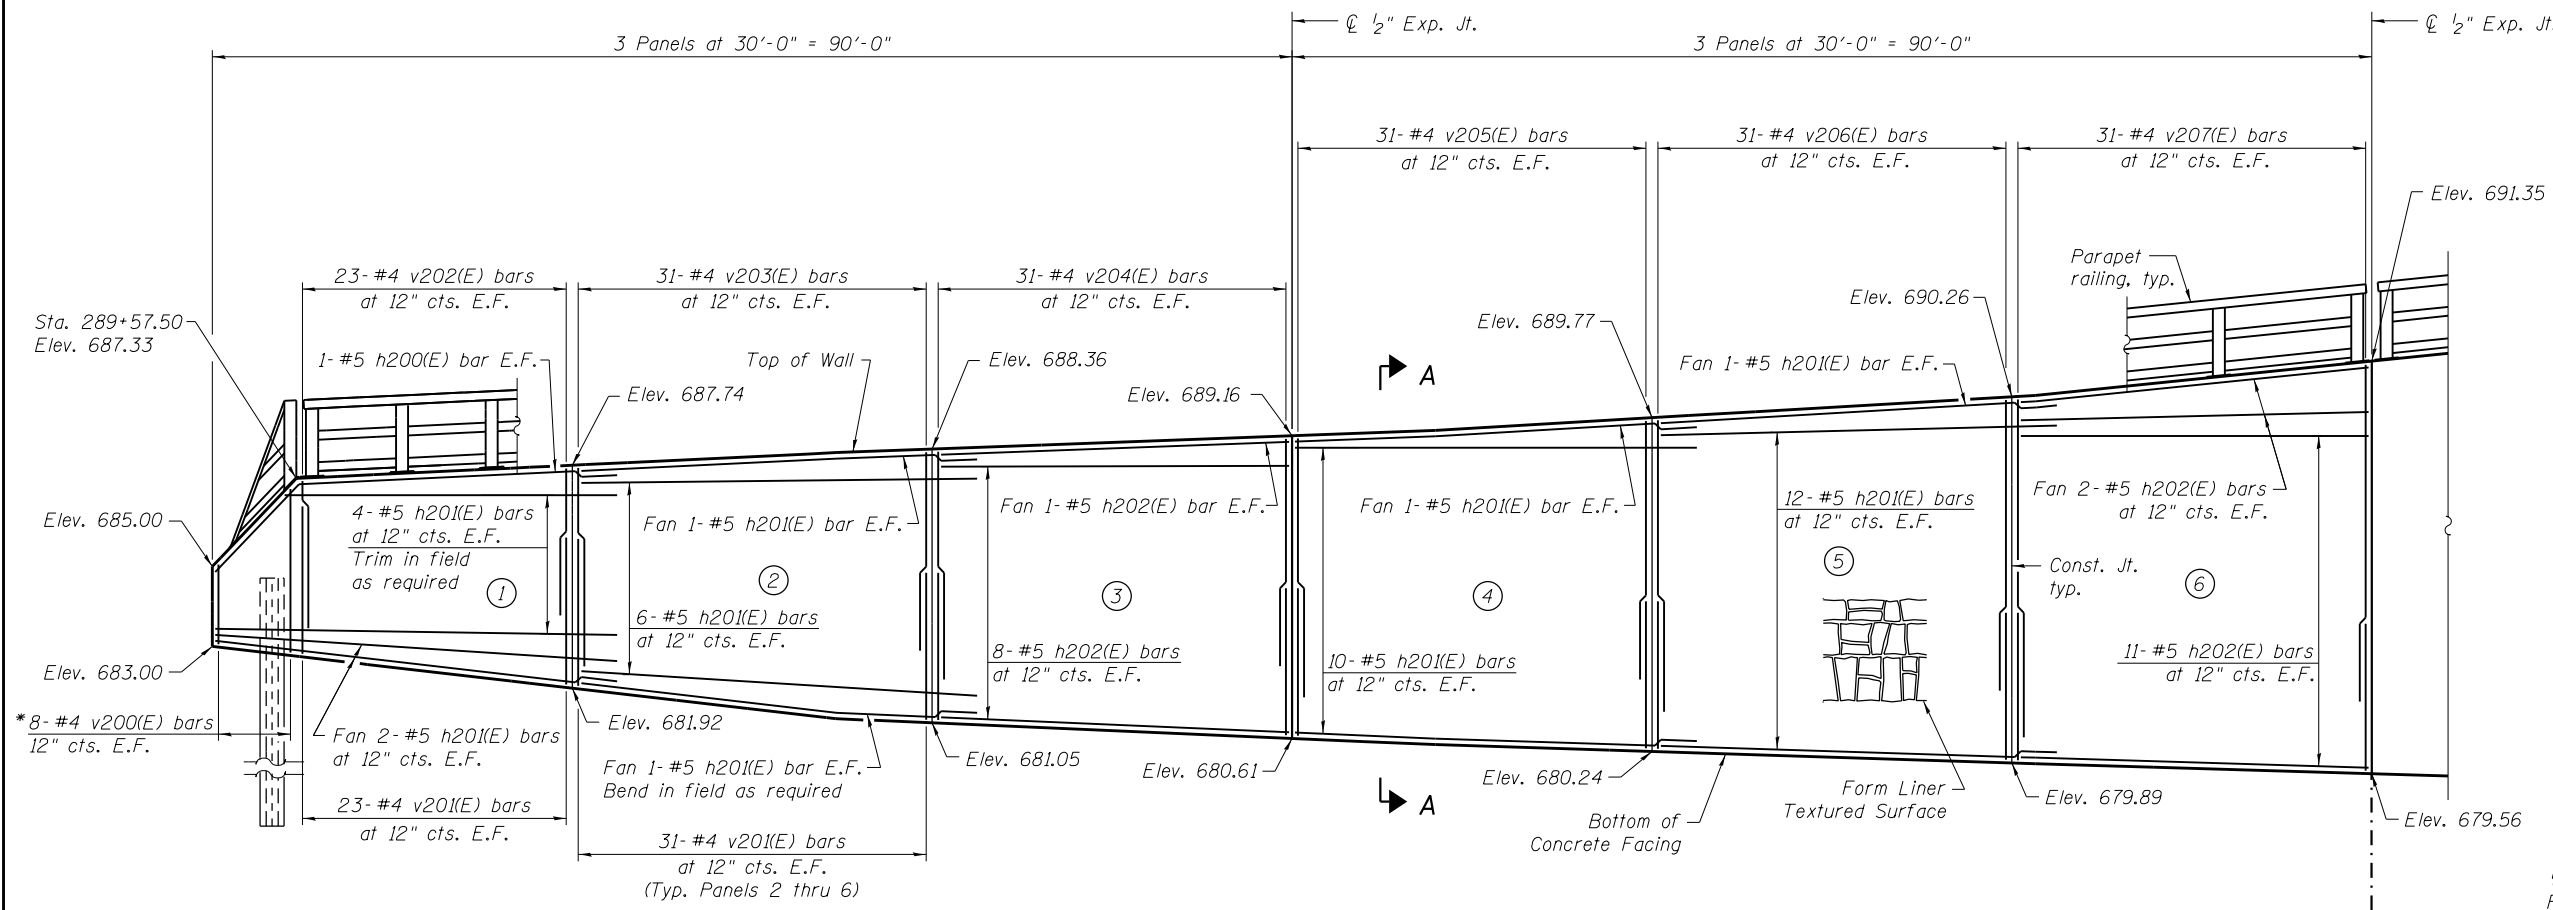 3 Panels at 30'-0" = 90'-0"
℄ 1/2" Exp. Jt.
3 Panels at 30'-0" = 90'-0"
℄ 1/2" Exp. Jt.
31- #4 v205(E) bars
at 12" cts. E.F.
31- #4 v206(E) bars
at 12" cts. E.F.
31- #4 v207(E) bars
at 12" cts. E.F.
Elev. 691.35
Parapet
railing, typ.
23- #4 v202(E) bars
at 12" cts. E.F.
31- #4 v203(E) bars
at 12" cts. E.F.
31- #4 v204(E) bars
at 12" cts. E.F.
Elev. 690.26
Sta. 289+57.50
Elev. 687.33
Elev. 689.77
1- #5 h200(E) bar E.F.
Top of Wall
Elev. 688.36
Fan 1- #5 h201(E) bar E.F.
A
Elev. 687.74
Elev. 689.16
4- #5 h201(E) bars
at 12" cts. E.F.
Trim in field
as required
Elev. 685.00
Fan 1- #5 h201(E) bar E.F.
Fan 1- #5 h202(E) bar E.F.
Fan 1- #5 h201(E) bar E.F.
12- #5 h201(E) bars
at 12" cts. E.F.
Fan 2- #5 h202(E) bars
at 12" cts. E.F.
1
2
3
4
5
6
Const. Jt.
typ.
6- #5 h201(E) bars
at 12" cts. E.F.
8- #5 h202(E) bars
at 12" cts. E.F.
10- #5 h201(E) bars
at 12" cts. E.F.
11- #5 h202(E) bars
at 12" cts. E.F.
Elev. 683.00
*8- #4 v200(E) bars
12" cts. E.F.
Fan 2- #5 h201(E) bars
at 12" cts. E.F.
Elev. 681.92
Fan 1- #5 h201(E) bar E.F.
Bend in field as required
Elev. 681.05
Elev. 680.61
Elev. 680.24
Form Liner
Textured Surface
Elev. 679.89
A
Bottom of
Concrete Facing
Elev. 679.56
23- #4 v201(E) bars
at 12" cts. E.F.
31- #4 v201(E) bars
at 12" cts. E.F.
(Typ. Panels 2 thru 6)